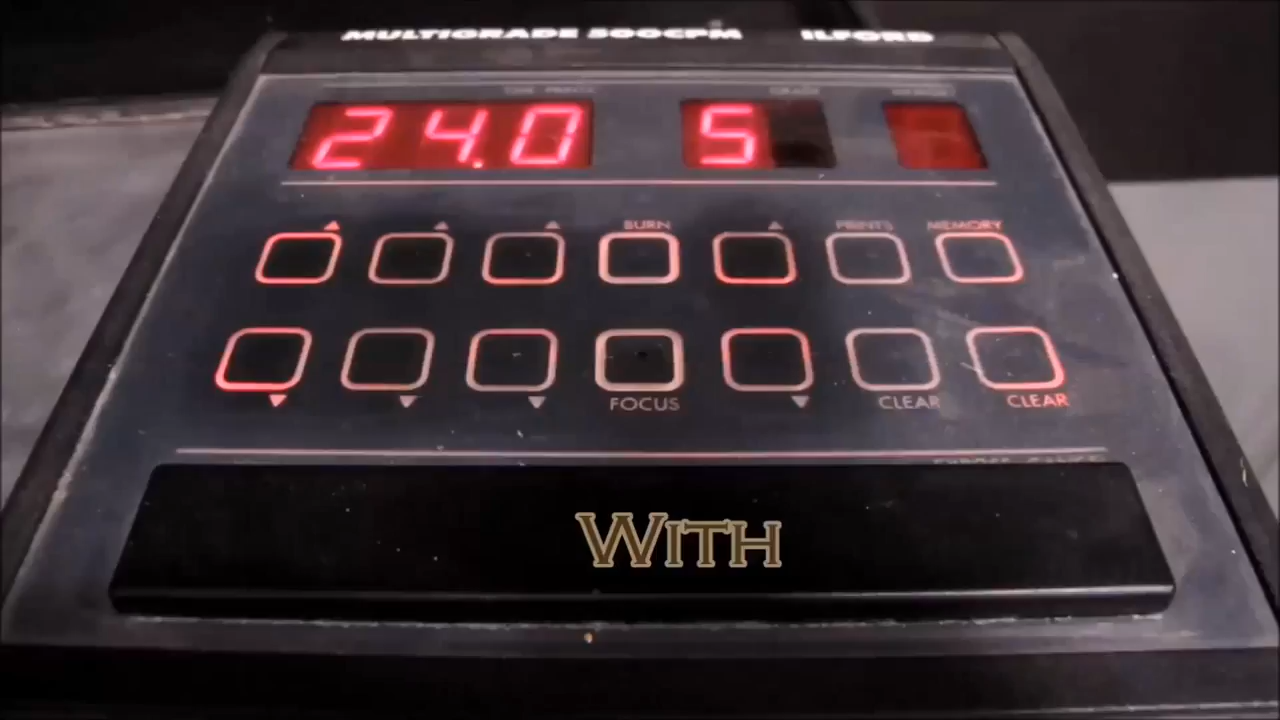 MULTIGRADE 500CPM ILFORD
24.0 5
BURN PRINTS MEMORY
FOCUS CLEAR CLEAR
WITH